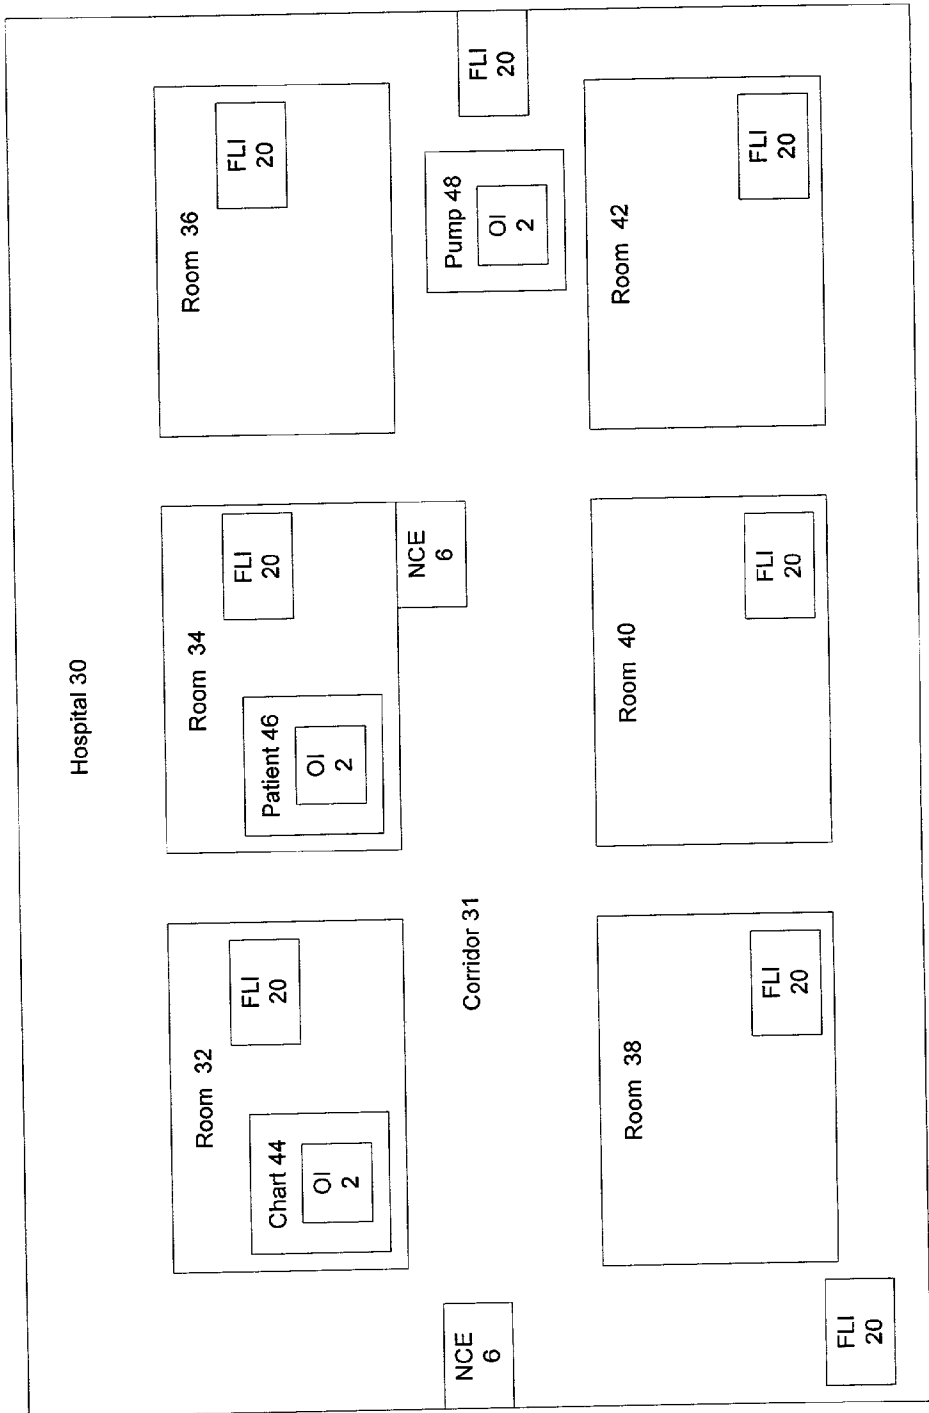 Hospital 30
Room 32
FLI
20
Chart 44
OI
2
Room 34
FLI
20
Patient 46
OI
2
NCE
6
Room 36
FLI
20
NCE
6
Corridor 31
Pump 48
OI
2
FLI
20
Room 38
FLI
20
Room 40
FLI
20
Room 42
FLI
20
FLI
20